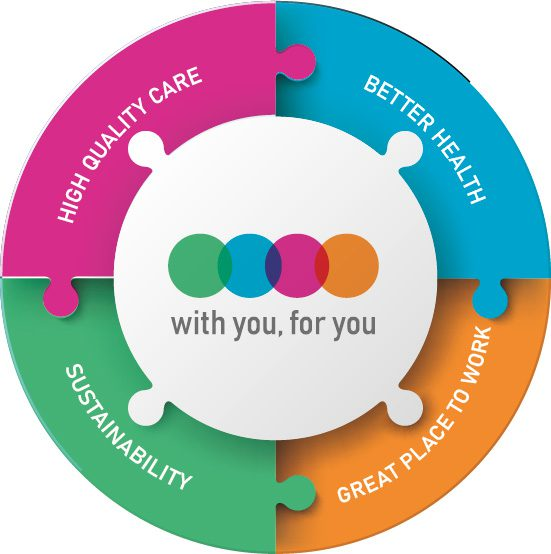 HIGH QUALITY CARE
BETTER HEALTH
with you, for you
SUSTAINABILITY
GREAT PLACE TO WORK